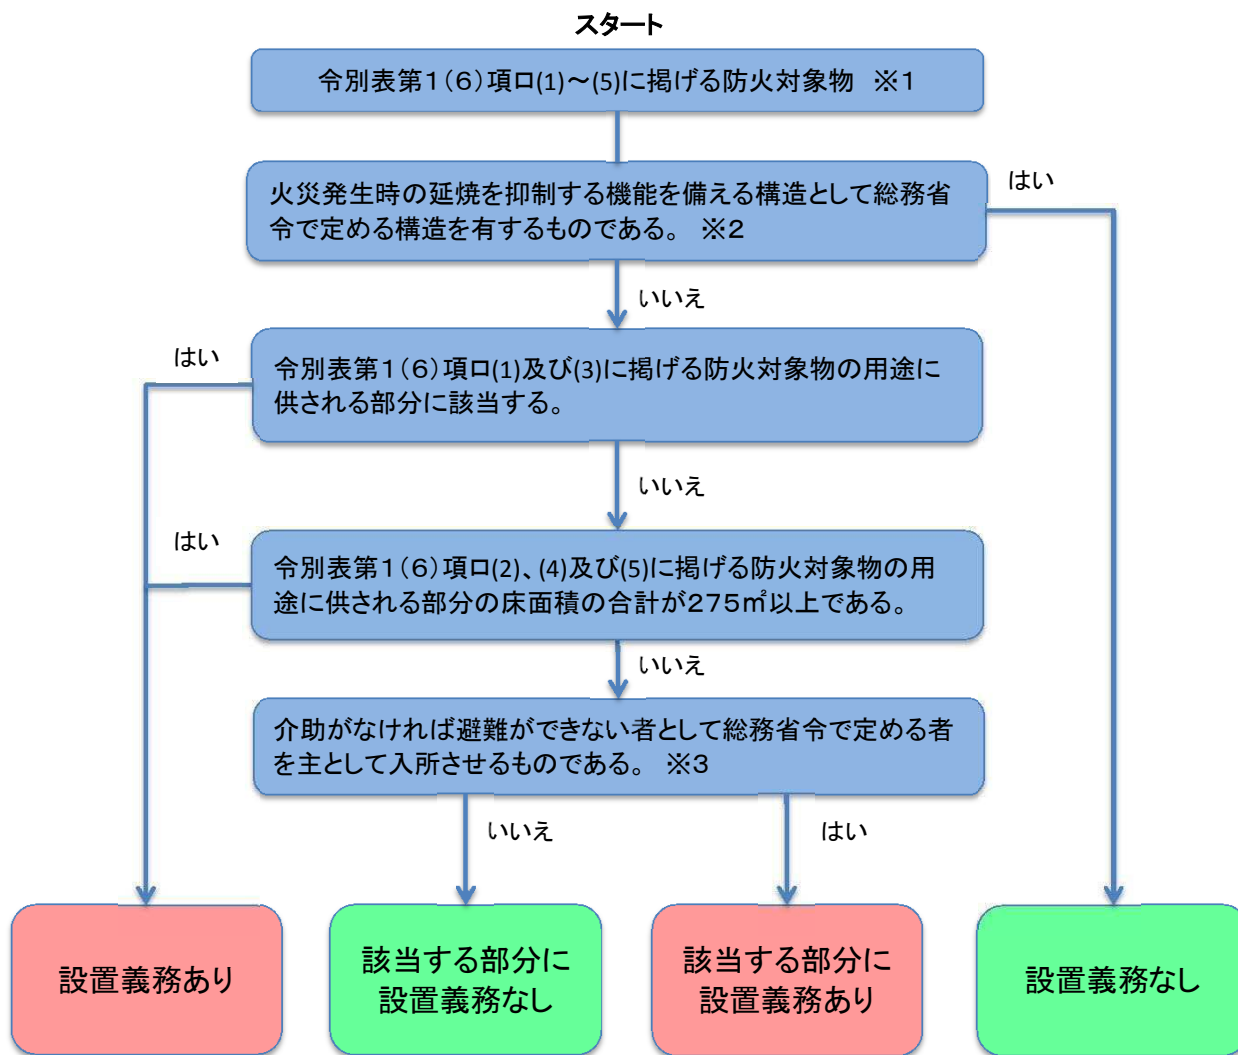 スタート
令別表第1(6)項ロ(1)～(5)に掲げる防火対象物 ※1
火災発生時の延焼を抑制する機能を備える構造として総務省
令で定める構造を有するものである。 ※2
はい
いいえ
はい
令別表第1(6)項ロ(1)及び(3)に掲げる防火対象物の用途に
供される部分に該当する。
いいえ
はい
令別表第1(6)項ロ(2)、(4)及び(5)に掲げる防火対象物の用
途に供される部分の床面積の合計が275㎡以上である。
いいえ
介助がなければ避難ができない者として総務省令で定める者
を主として入所させるものである。 ※3
いいえ
はい
設置義務あり
該当する部分に
設置義務なし
該当する部分に
設置義務あり
設置義務なし